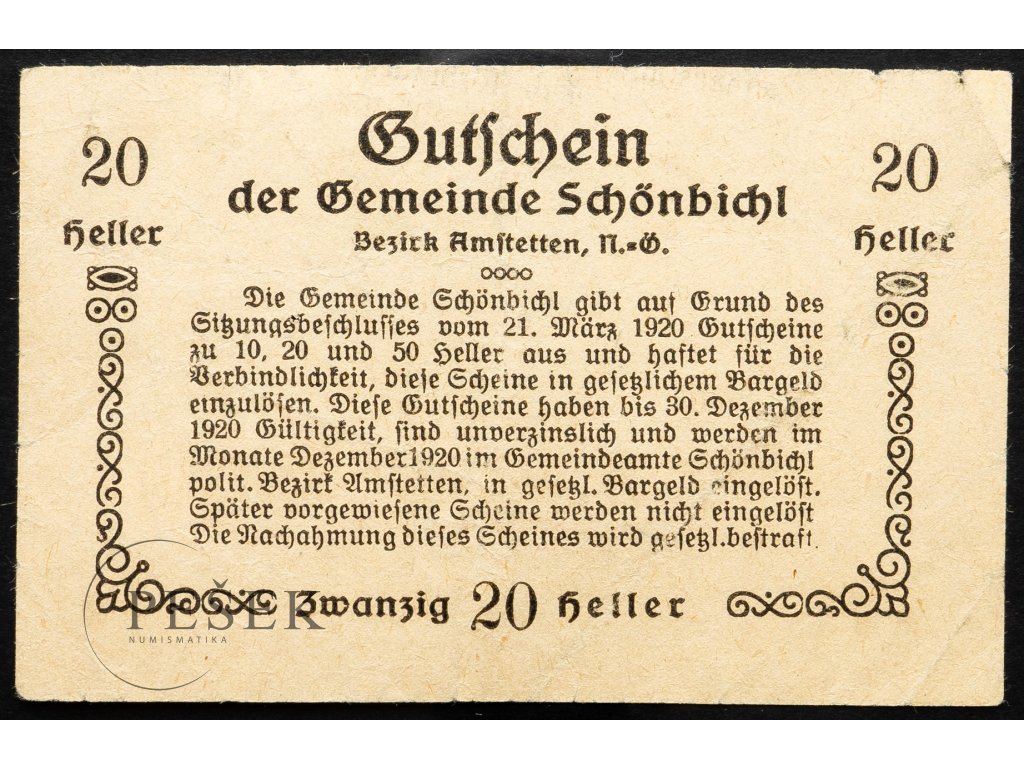 Gutschein
20
20
der Gemeinde Schönbichl
Heller
Heller
Bezirk Amstetten, N.=Ö.
Die Gemeinde Schönbichl gibt auf Grund des
Sitzungsbeschlusses vom 21. März 1920 Gutscheine
zu 10, 20 und 50 Heller aus und haftet für die
Verbindlichkeit, diese Scheine in gesetzlichem Bargeld
einzulösen. Diese Gutscheine haben bis 30. Dezember
1920 Gültigkeit, sind unverzinslich und werden im
Monate Dezember 1920 im Gemeindeamte Schönbichl
polit. Bezirk Amstetten, in gesetzl. Bargeld eingelöst.
Später vorgewiesene Scheine werden nicht eingelöst
Die Nachahmung dieses Scheines wird gesetzl. bestraft.
Zwanzig 20 Heller
PEŠEK
NUMISMATIKA